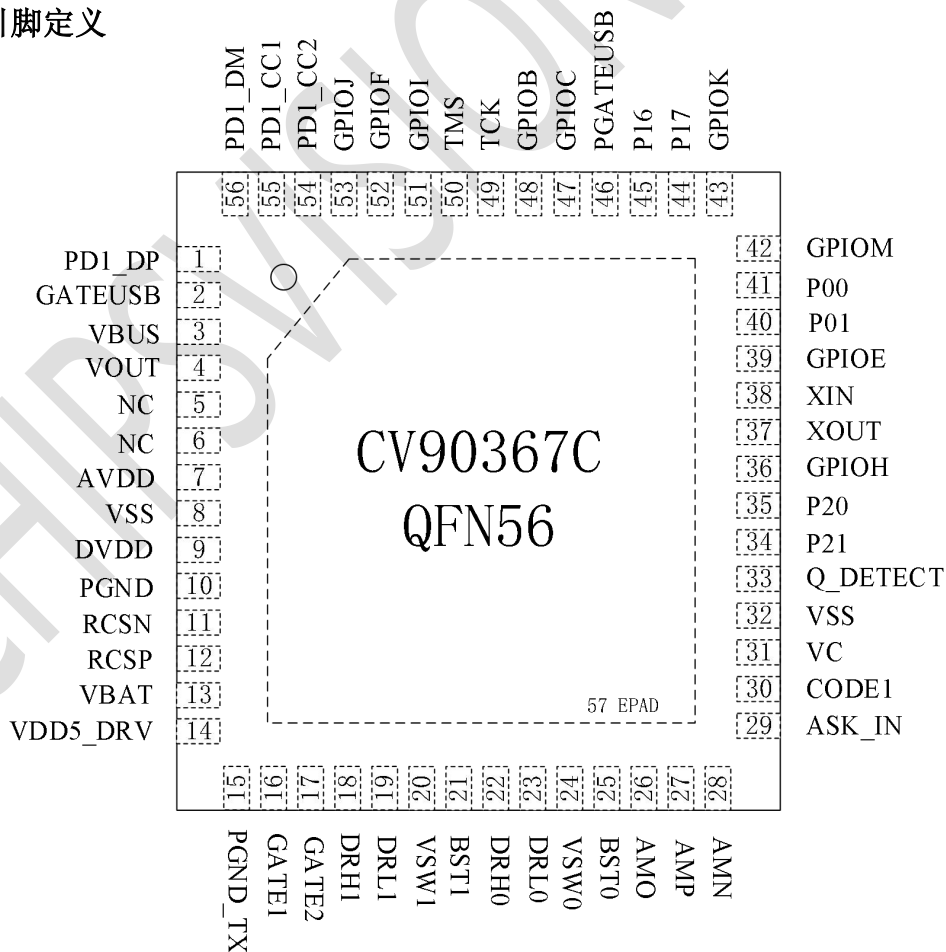 引脚定义
PD1_DM
PD1_CC1
PD1_CC2
GPIOJ
GPIOF
GPIOI
TMS
TCK
GPIOB
GPIOC
PGATEUSB
P16
P17
GPIOK
56
55
54
53
52
51
50
49
48
47
46
45
44
43
PD1_DP 1
GATEUSB 2
VBUS 3
VOUT 4
NC 5
NC 6
AVDD 7
VSS 8
DVDD 9
PGND 10
RCSN 11
RCSP 12
VBAT 13
VDD5_DRV 14
CV90367C
QFN56
57 EPAD
42 GPIOM
41 P00
40 P01
39 GPIOE
38 XIN
37 XOUT
36 GPIOH
35 P20
34 P21
33 Q_DETECT
32 VSS
31 VC
30 CODE1
29 ASK_IN
15
16
17
18
19
20
21
22
23
24
25
26
27
28
PGND_TX
GATE1
GATE2
DRH1
DRL1
VSW1
BST1
DRH0
DRL0
VSW0
BST0
AMO
AMP
AMN
CHIPSVISION